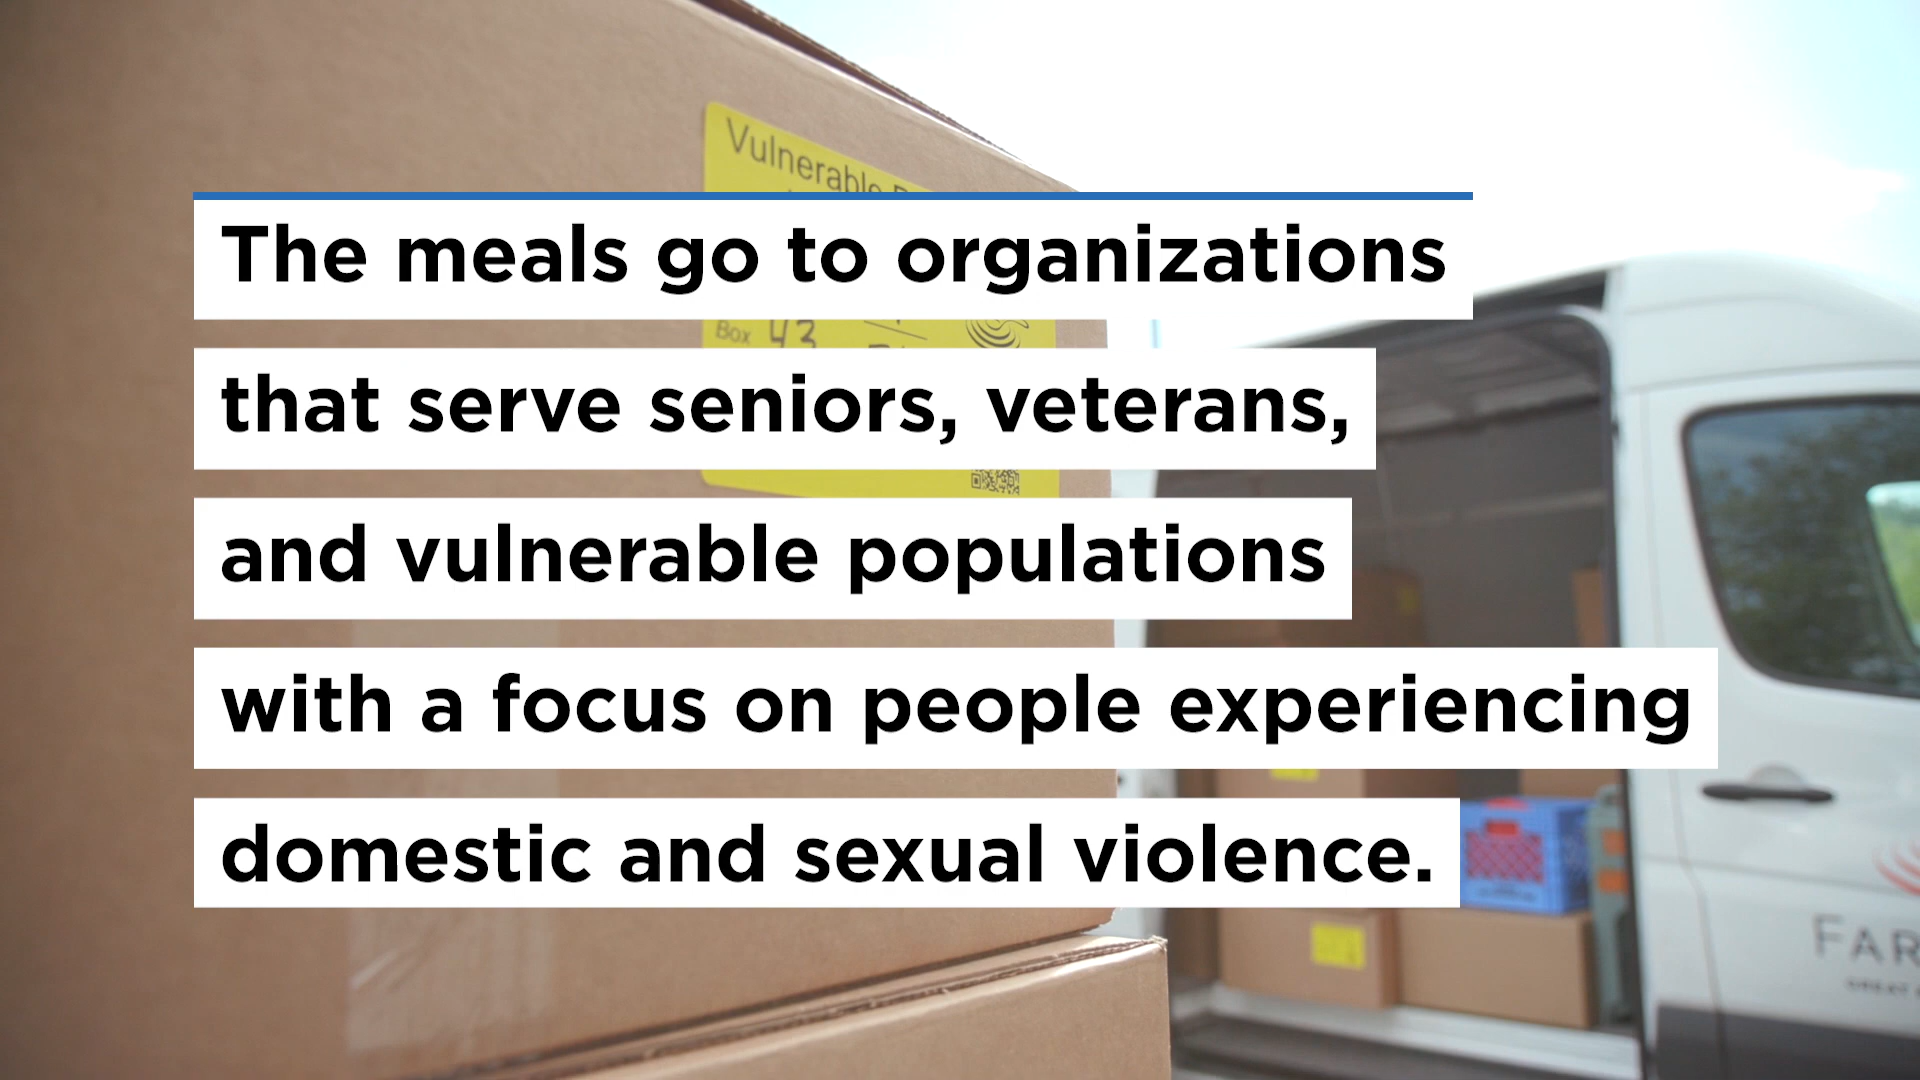 Vulnerable
The meals go to organizations
Box 43
that serve seniors, veterans,
and vulnerable populations
with a focus on people experiencing
domestic and sexual violence.